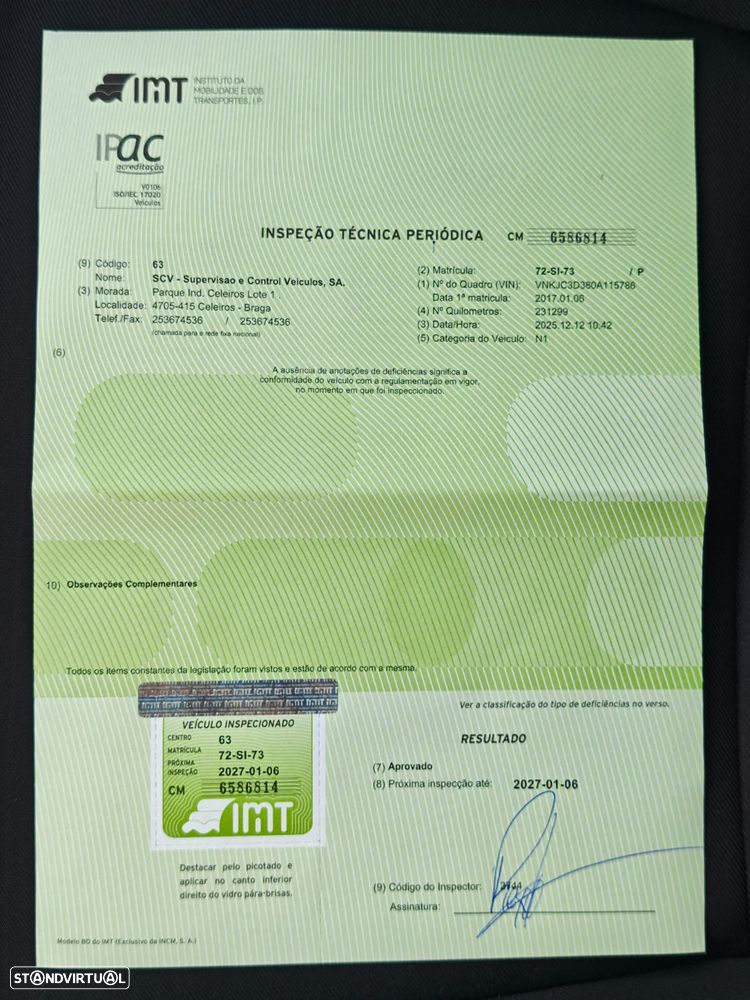 IMT INSTITUTO DA
MOBILIDADE E DOS
TRANSPORTES, I.P.
IPAC
acreditação
V0106
ISO/IEC 17020
Veículos
INSPEÇÃO TÉCNICA PERIÓDICA CM 6586814
(9) Código: 63
Nome: SCV - Supervisao e Control Veiculos, SA.
(3) Morada: Parque Ind. Celeiros Lote 1 .
Localidade: 4705-415 Celeiros - Braga
Telef./Fax: 253674536 / 253674536
(chamada para a rede fixa nacional)
(2) Matrícula: 72-SI-73 / P
(1) Nº do Quadro (VIN): VNKJC3D380A115786
Data 1ª matrícula: 2017.01.06
(4) Nº Quilometros: 231299
(3) Data/Hora: 2025.12.12 10.42
(5) Categoria do Veículo: N1
(6)
A ausência de anotações de deficiências significa a
conformidade do veículo com a regulamentação em vigor,
no momento em que foi inspeccionado.
10) Observações Complementares
Todos os items constantes da legislação foram vistos e estão de acordo com a mesma.
Ver a classificação do tipo de deficiências no verso.
VEÍCULO INSPECIONADO
CENTRO 63
MATRÍCULA 72-SI-73
PRÓXIMA
INSPEÇÃO 2027-01-06
CM 6586814
IMT
RESULTADO
(7) Aprovado
(8) Próxima inspecção até: 2027-01-06
Destacar pelo picotado e
aplicar no canto inferior
direito do vidro pára-brisas.
(9) Código do Inspector:
Assinatura:
Modelo 80 do IMT (Exclusivo da INCM, S. A.)
STANDVIRTUAL